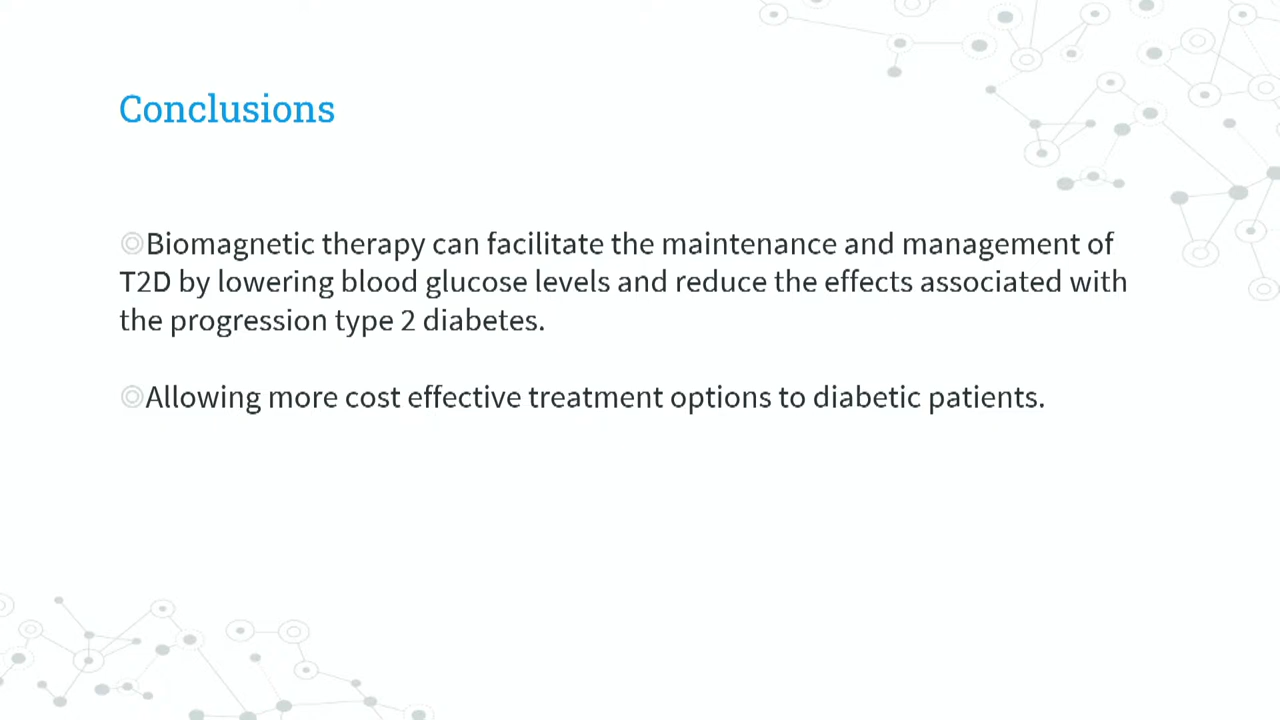 Conclusions
Biomagnetic therapy can facilitate the maintenance and management of
T2D by lowering blood glucose levels and reduce the effects associated with
the progression type 2 diabetes.
Allowing more cost effective treatment options to diabetic patients.